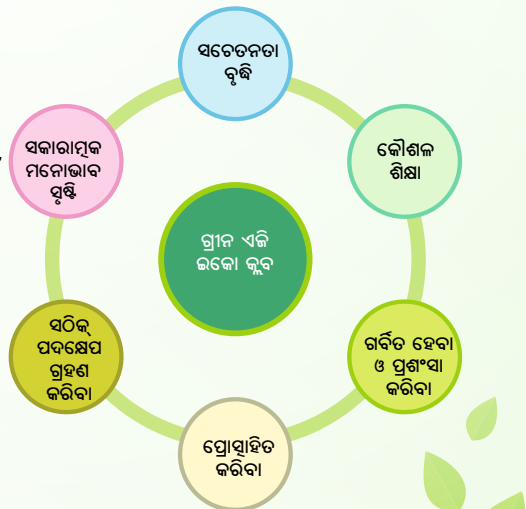 ସଚେତନତା
ବୃଦ୍ଧି
କୌଶଳ
ଶିକ୍ଷା
ଗର୍ବିତ ହେବା
ଓ ପ୍ରଶଂସା
କରିବା
ପ୍ରୋତ୍ସାହିତ
କରିବା
ସଠିକ୍
ପଦକ୍ଷେପ
ଗ୍ରହଣ
କରିବା
ସକାରାତ୍ମକ
ମନୋଭାବ
ସୃଷ୍ଟି
ଗ୍ରୀନ ଏଜି
ଇକୋ କ୍ଲବ